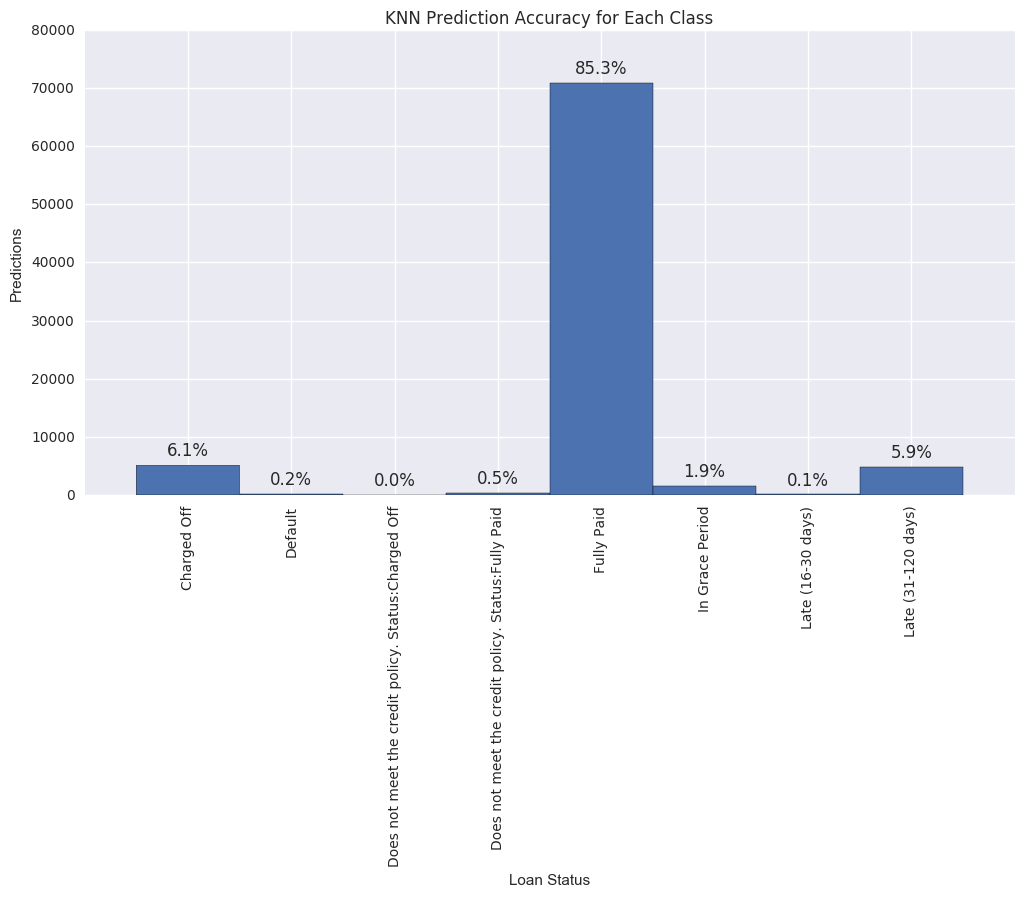 KNN Prediction Accuracy for Each Class
80000
70000
60000
50000
40000
30000
20000
10000
0
Predictions
6.1%
0.2%
0.0%
0.5%
85.3%
1.9%
0.1%
5.9%
Charged Off
Default
Does not meet the credit policy. Status:Charged Off
Does not meet the credit policy. Status:Fully Paid
Fully Paid
In Grace Period
Late (16-30 days)
Late (31-120 days)
Loan Status